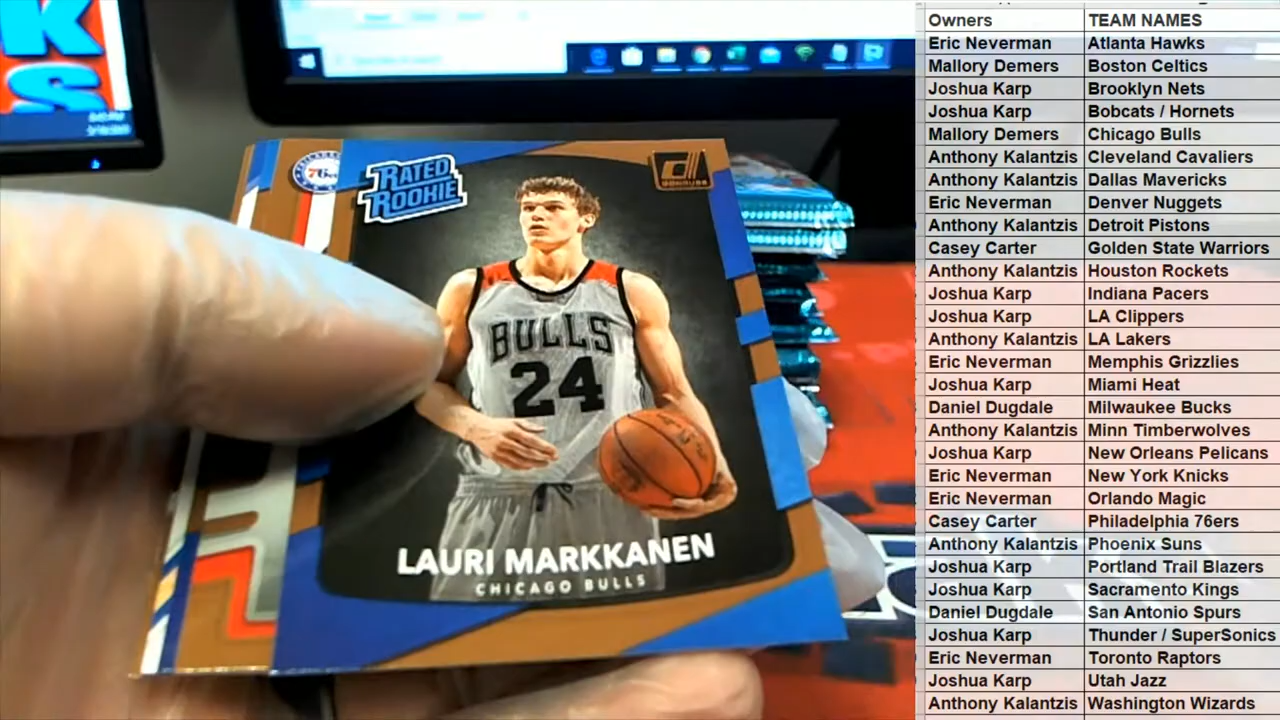 K
S
76ers
RATED
ROOKIE
DONRUSS
BULLS
24
LAURI MARKKANEN
CHICAGO BULLS
Owners TEAM NAMES
Eric Neverman Atlanta Hawks
Mallory Demers Boston Celtics
Joshua Karp Brooklyn Nets
Joshua Karp Bobcats / Hornets
Mallory Demers Chicago Bulls
Anthony Kalantzis Cleveland Cavaliers
Anthony Kalantzis Dallas Mavericks
Eric Neverman Denver Nuggets
Anthony Kalantzis Detroit Pistons
Casey Carter Golden State Warriors
Anthony Kalantzis Houston Rockets
Joshua Karp Indiana Pacers
Joshua Karp LA Clippers
Anthony Kalantzis LA Lakers
Eric Neverman Memphis Grizzlies
Joshua Karp Miami Heat
Daniel Dugdale Milwaukee Bucks
Anthony Kalantzis Minn Timberwolves
Joshua Karp New Orleans Pelicans
Eric Neverman New York Knicks
Eric Neverman Orlando Magic
Casey Carter Philadelphia 76ers
Anthony Kalantzis Phoenix Suns
Joshua Karp Portland Trail Blazers
Joshua Karp Sacramento Kings
Daniel Dugdale San Antonio Spurs
Joshua Karp Thunder / SuperSonics
Eric Neverman Toronto Raptors
Joshua Karp Utah Jazz
Anthony Kalantzis Washington Wizards